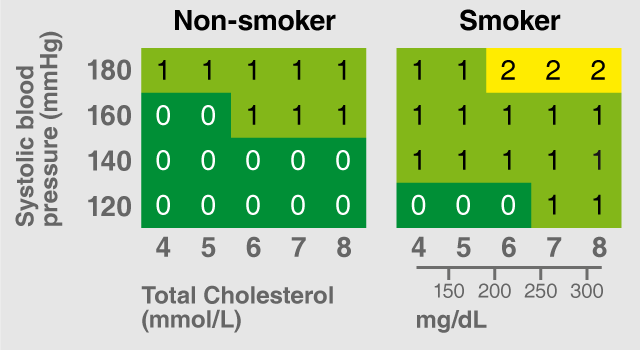 Non-smoker Smoker
Systolic blood
pressure (mmHg)
180 1 1 1 1 1 1 1 2 2 2
160 0 0 1 1 1 1 1 1 1 1
140 0 0 0 0 0 1 1 1 1 1
120 0 0 0 0 0 0 0 0 1 1
4 5 6 7 8 4 5 6 7 8
150 200 250 300
Total Cholesterol
(mmol/L) mg/dL